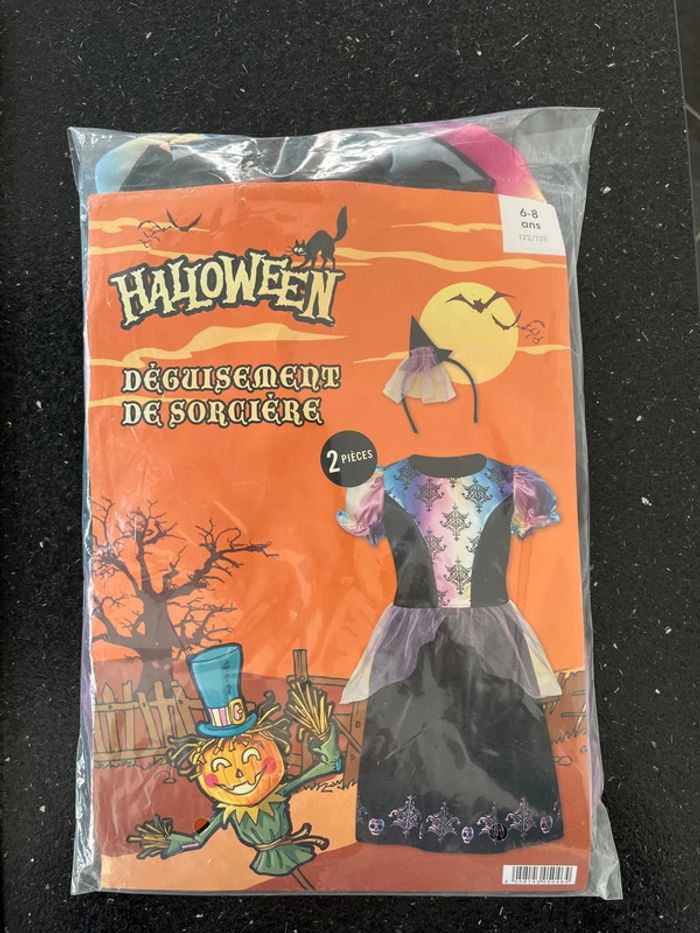 6-8
ans
122/128
HALLOWEEN
DÉGUISEMENT
DE SORCIÈRE
2 PIÈCES